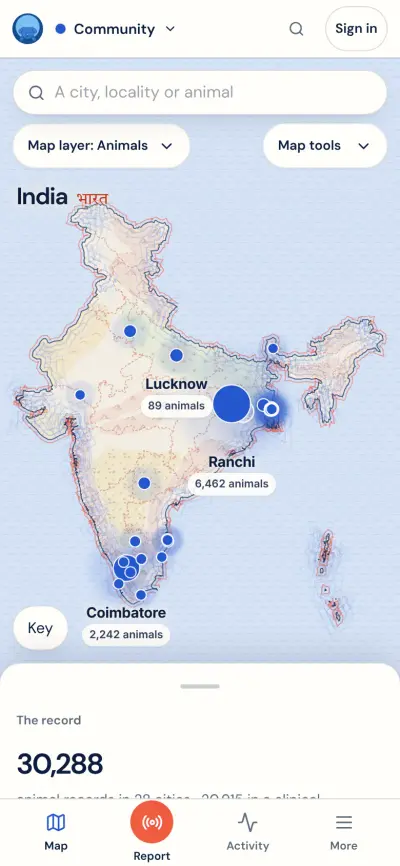 Community
Sign in
A city, locality or animal
Map layer: Animals
Map tools
India भारत
Lucknow
89 animals
Ranchi
6,462 animals
Coimbatore
2,242 animals
Key
The record
30,288
Map
Report
Activity
More